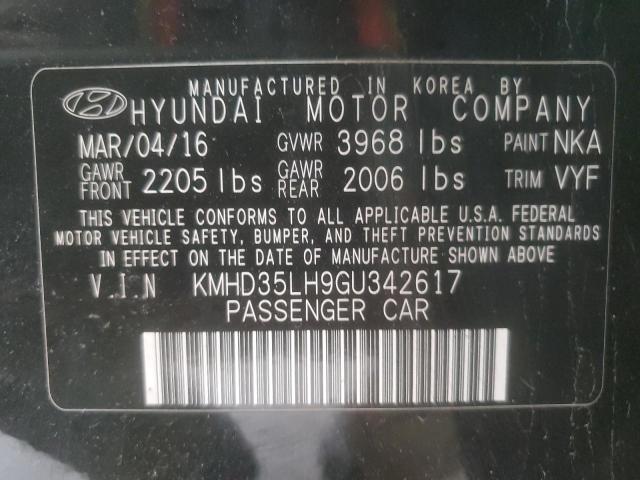 MANUFACTURED IN KOREA BY
HYUNDAI MOTOR COMPANY
MAR/04/16 GVWR 3968 lbs PAINT NKA
GAWR FRONT 2205 lbs GAWR REAR 2006 lbs TRIM VYF
THIS VEHICLE CONFORMS TO ALL APPLICABLE U.S.A. FEDERAL
MOTOR VEHICLE SAFETY, BUMPER, AND THEFT PREVENTION STANDARDS
IN EFFECT ON THE DATE OF MANUFACTURE SHOWN ABOVE
V.I.N KMHD35LH9GU342617
PASSENGER CAR